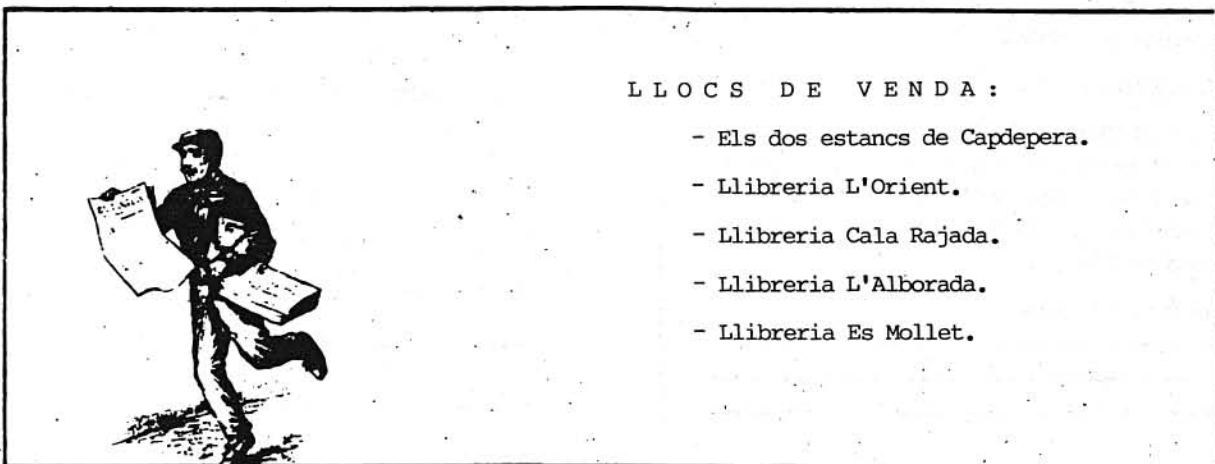 LLOCS DE VENDA:
- Els dos estancs de Capdepera.
- Llibreria L'Orient.
- Llibreria Cala Rajada.
- Llibreria L'Alborada.
- Llibreria Es Mollet.